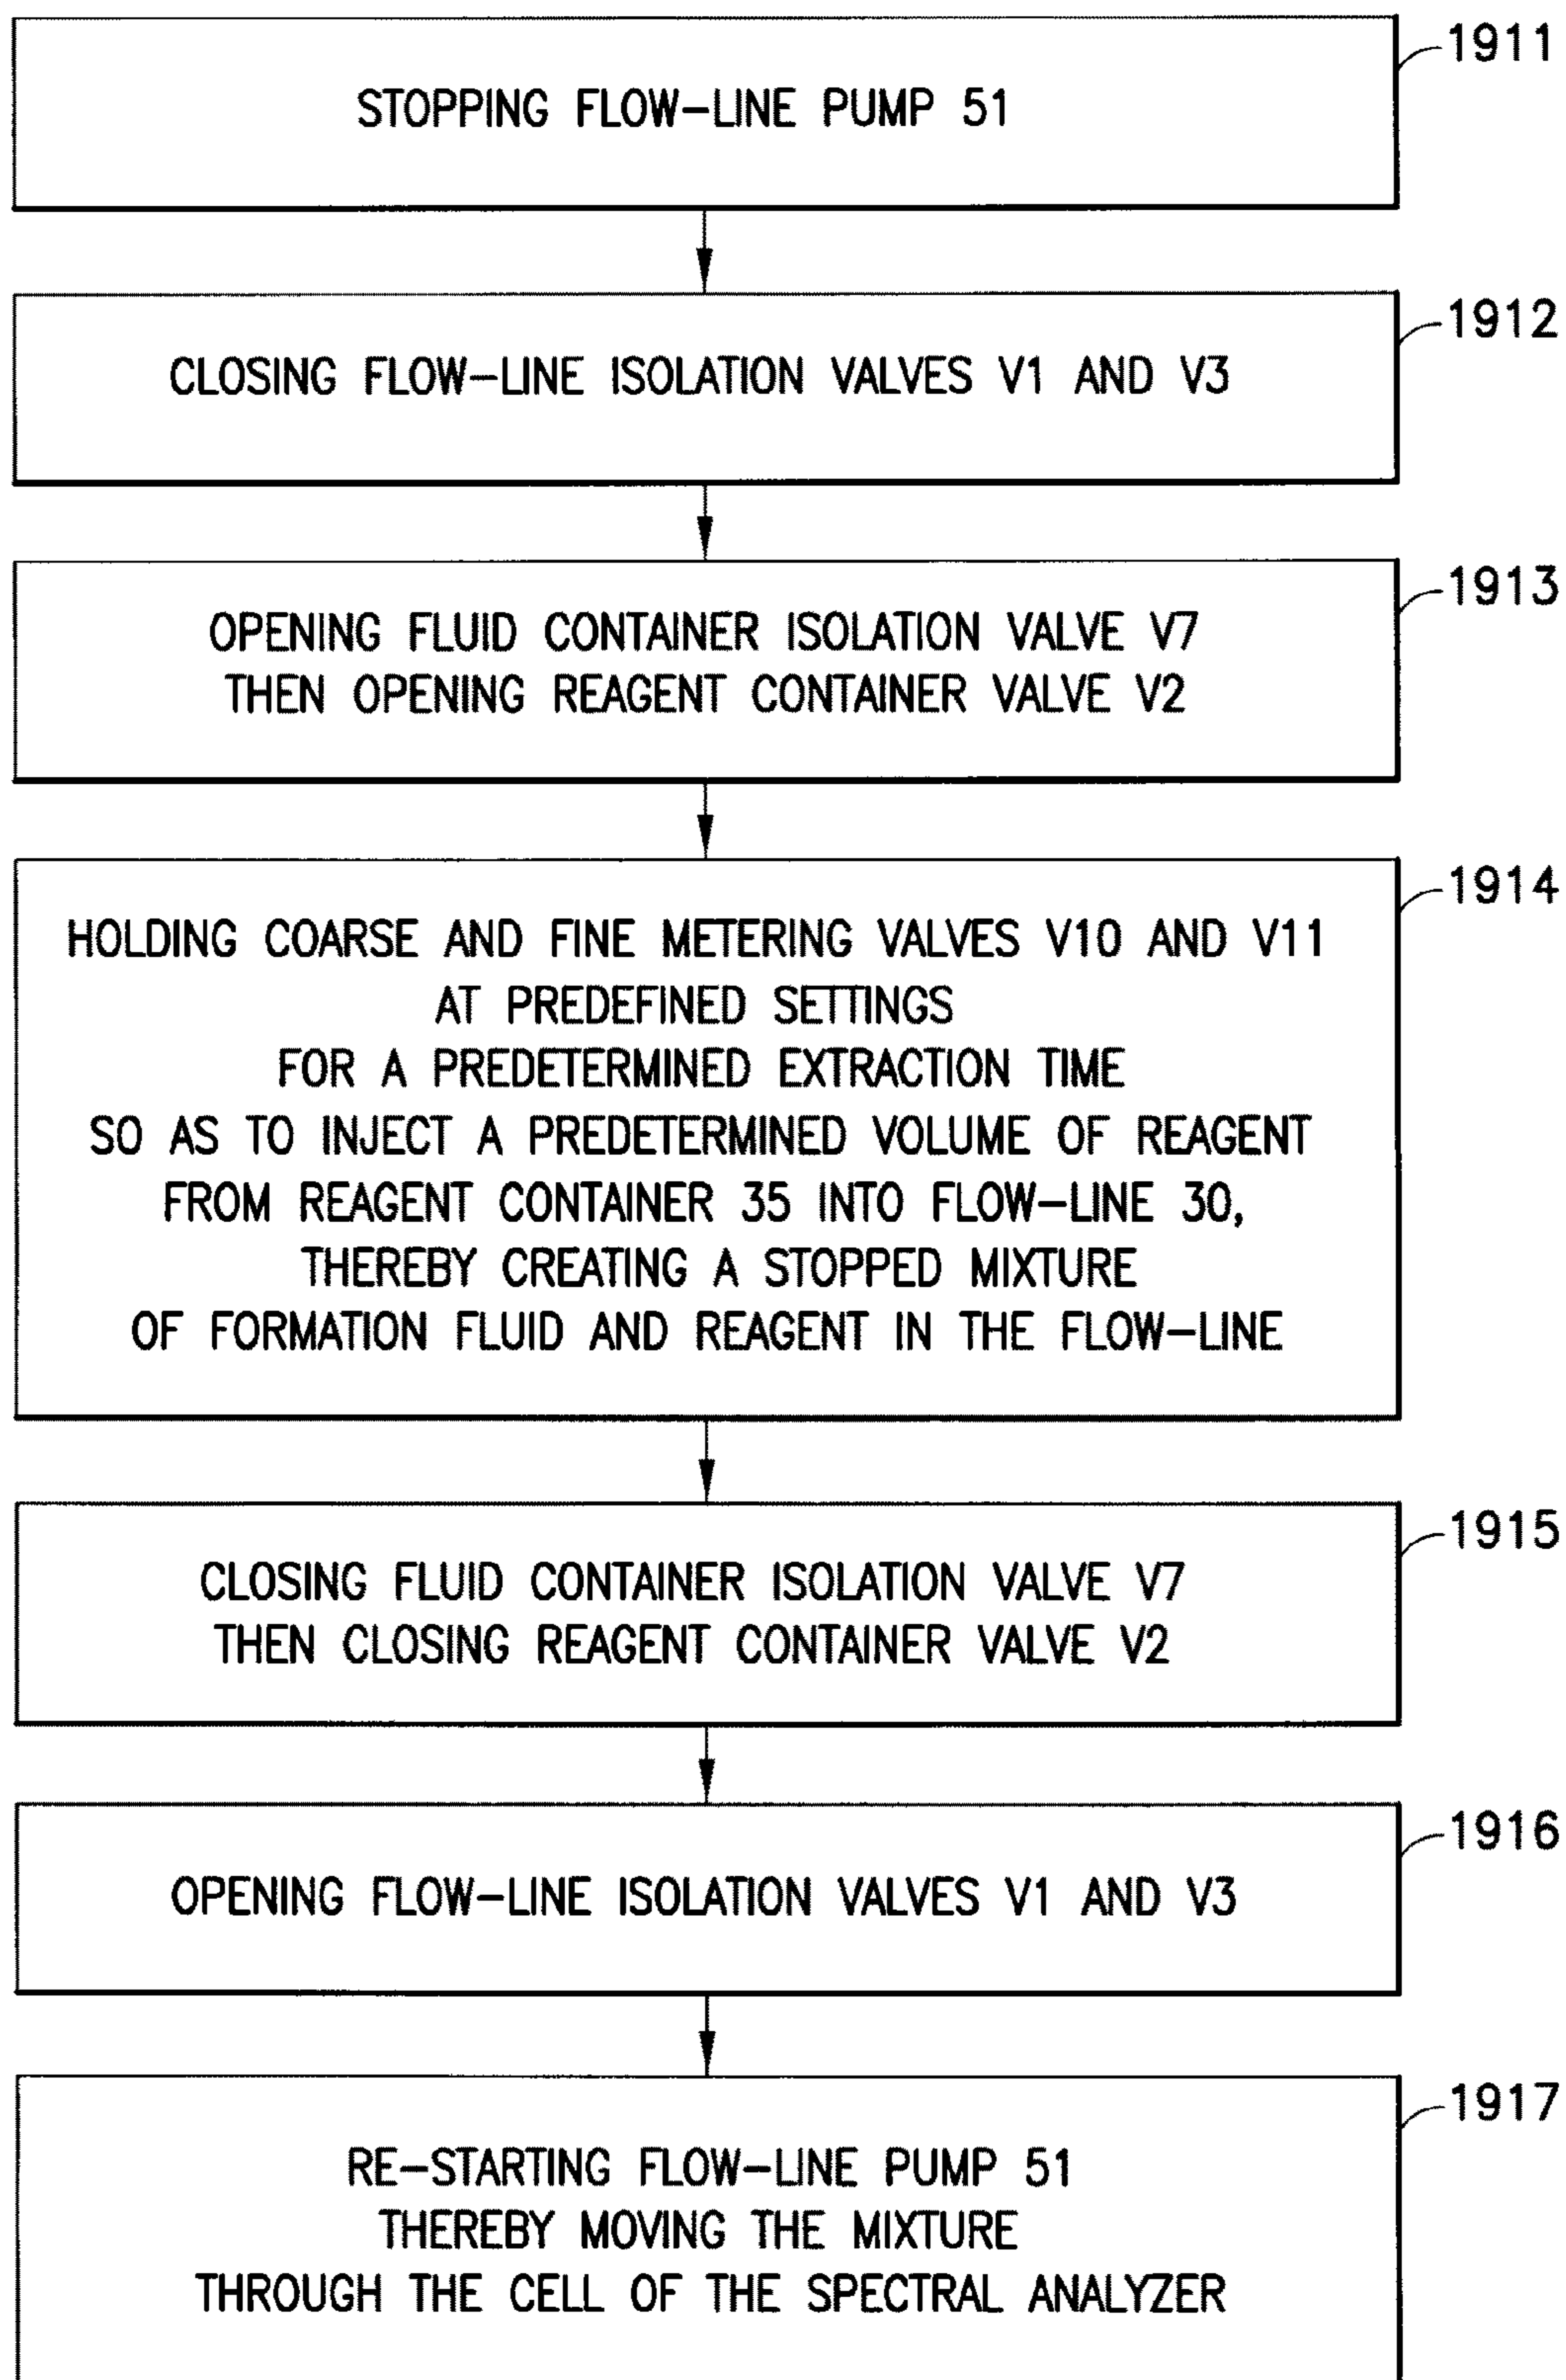 STOPPING FLOW-LINE PUMP 51
1911
CLOSING FLOW-LINE ISOLATION VALVES V1 AND V3
1912
OPENING FLUID CONTAINER ISOLATION VALVE V7
THEN OPENING REAGENT CONTAINER VALVE V2
1913
HOLDING COARSE AND FINE METERING VALVES V10 AND V11
AT PREDEFINED SETTINGS
FOR A PREDETERMINED EXTRACTION TIME
SO AS TO INJECT A PREDETERMINED VOLUME OF REAGENT
FROM REAGENT CONTAINER 35 INTO FLOW-LINE 30,
THEREBY CREATING A STOPPED MIXTURE
OF FORMATION FLUID AND REAGENT IN THE FLOW-LINE
1914
CLOSING FLUID CONTAINER ISOLATION VALVE V7
THEN CLOSING REAGENT CONTAINER VALVE V2
1915
OPENING FLOW-LINE ISOLATION VALVES V1 AND V3
1916
RE-STARTING FLOW-LINE PUMP 51
THEREBY MOVING THE MIXTURE
THROUGH THE CELL OF THE SPECTRAL ANALYZER
1917